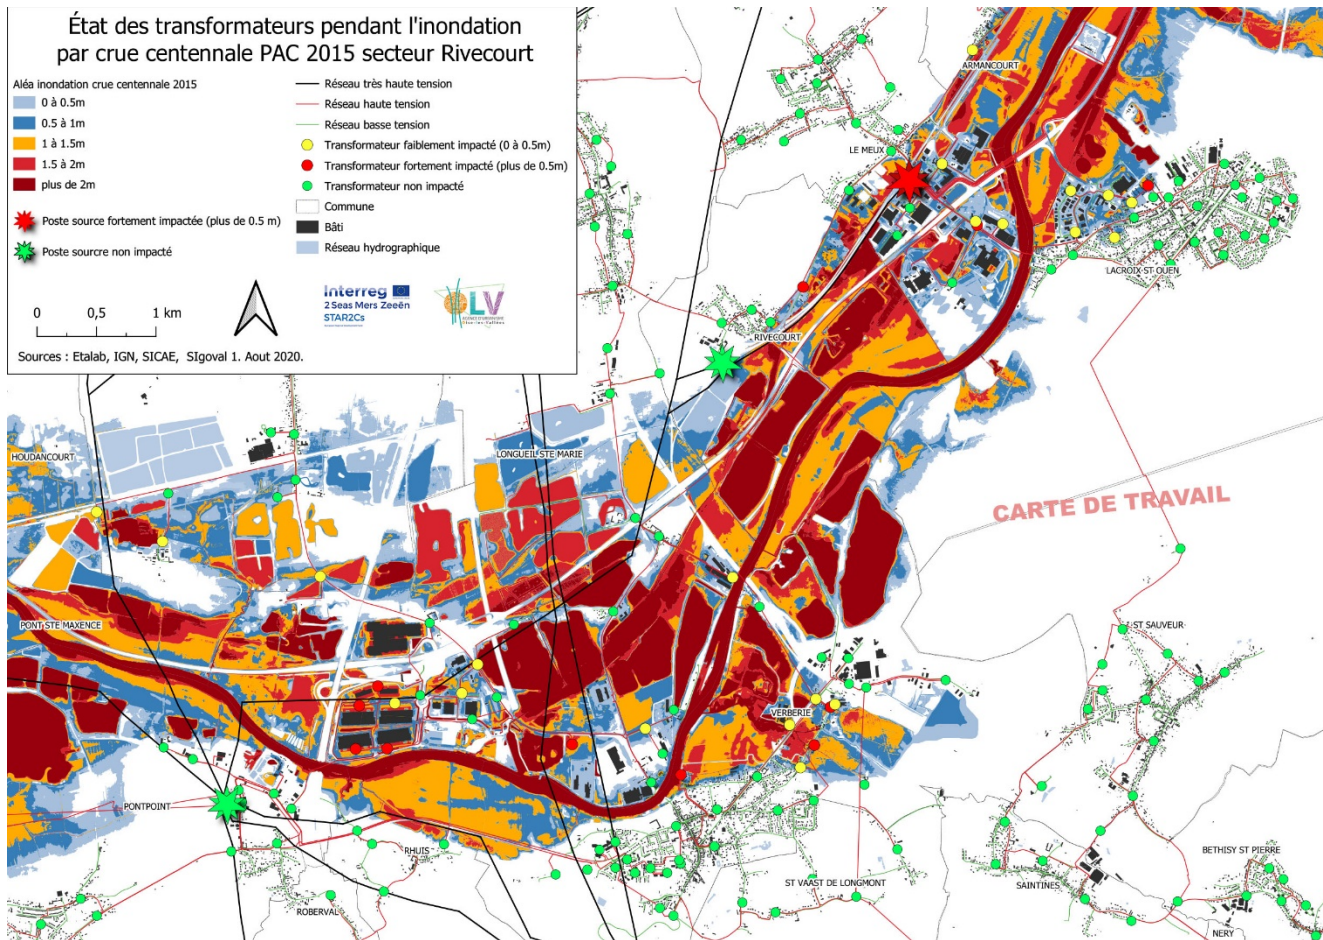 État des transformateurs pendant l'inondation
par crue centennale PAC 2015 secteur Rivecourt
Aléa inondation crue centennale 2015
0 à 0.5m
0.5 à 1m
1 à 1.5m
1.5 à 2m
plus de 2m
Poste source fortement impactée (plus de 0.5 m)
Poste sourcre non impacté
Réseau très haute tension
Réseau haute tension
Réseau basse tension
Transformateur faiblement impacté (0 à 0.5m)
Transformateur fortement impacté (plus de 0.5m)
Transformateur non impacté
Commune
Bâti
Réseau hydrographique
0 0,5 1 km
Interreg
2 Seas Mers Zeeën
STAR2Cs
OLV
Sources : Etalab, IGN, SICAE, SIgoval 1. Aout 2020.
ARMANCOURT
LE MEUX
LACROIX ST OUEN
RIVECOURT
HOUDANCOURT
LONGUEIL STE MARIE
CARTE DE TRAVAIL
PONT STE MAXENCE
ST SAUVEUR
VERBERIE
PONTPOINT
RHUIS
ROBERVAL
ST VAAST DE LONGMONT
SAINTINES
BETHISY ST PIERRE
NERY